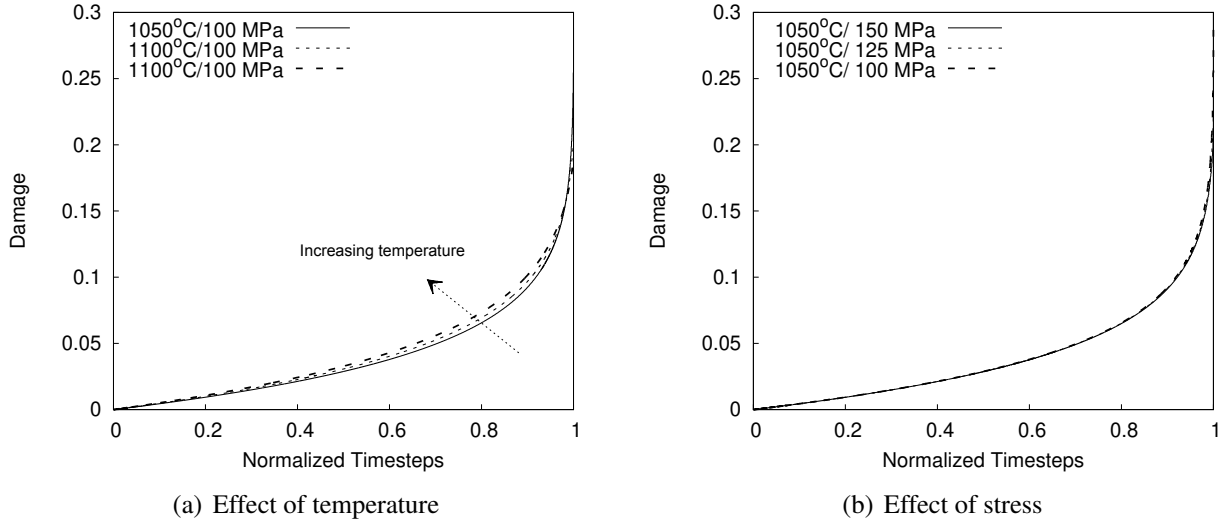 1050°C/100 MPa
1100°C/100 MPa
1100°C/100 MPa
0.3
0.25
0.2
0.15
0.1
0.05
0
Damage
Increasing temperature
0 0.2 0.4 0.6 0.8 1
Normalized Timesteps
(a) Effect of temperature
1050°C/ 150 MPa
1050°C/ 125 MPa
1050°C/ 100 MPa
0.3
0.25
0.2
0.15
0.1
0.05
0
Damage
0 0.2 0.4 0.6 0.8 1
Normalized Timesteps
(b) Effect of stress